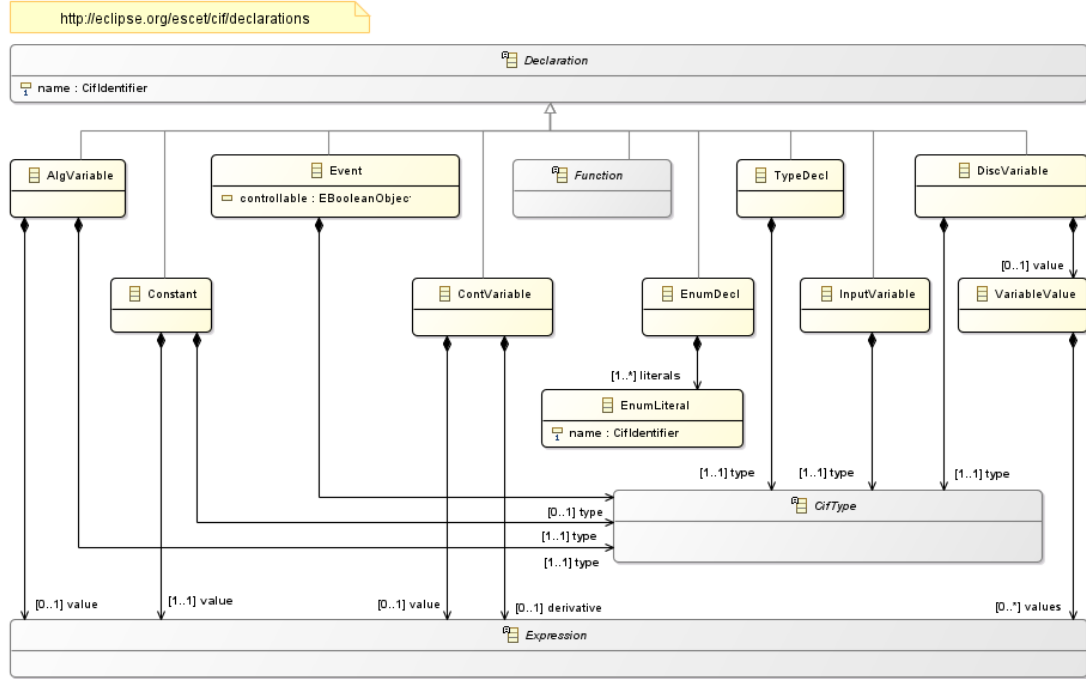 http://eclipse.org/escet/cif/declarations
Declaration
name : CifIdentifier
AlgVariable
Event
controllable : EBooleanObjec
Function
TypeDecl
DiscVariable
[0..1] value
Constant
ContVariable
EnumDecl
InputVariable
VariableValue
[1..*] literals
EnumLiteral
name : CifIdentifier
[1..1] type
[1..1] type
[1..1] type
CifType
[0..1] type
[1..1] type
[1..1] type
[0..1] value
[1..1] value
[0..1] value
[0..1] derivative
[0..*] values
Expression